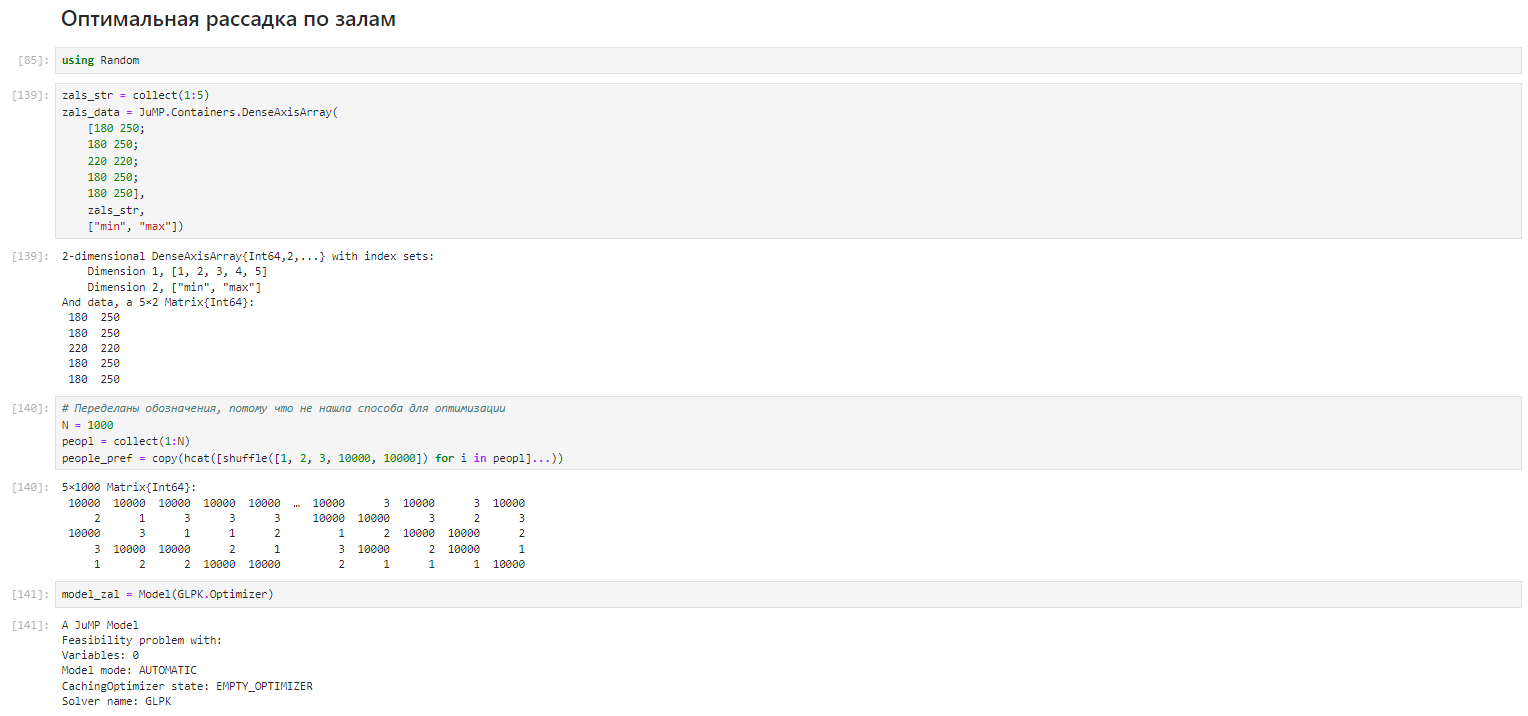 Оптимальная рассадка по залам
[85]: using Random
[139]: zals_str = collect(1:5)
zals_data = JuMP.Containers.DenseAxisArray(
[180 250;
180 250;
220 220;
180 250;
180 250],
zals_str,
["min", "max"])
[139]: 2-dimensional DenseAxisArray{Int64,2,...} with index sets:
Dimension 1, [1, 2, 3, 4, 5]
Dimension 2, ["min", "max"]
And data, a 5×2 Matrix{Int64}:
180 250
180 250
220 220
180 250
180 250
[140]: # Переделаны обозначения, потому что не нашла способа для оптимизации
N = 1000
peopl = collect(1:N)
people_pref = copy(hcat([shuffle([1, 2, 3, 10000, 10000]) for i in peopl]...))
[140]: 5×1000 Matrix{Int64}:
10000 10000 10000 10000 10000 … 10000 3 10000 3 10000
2 1 3 3 3 10000 10000 3 2 3
10000 3 1 1 2 1 2 10000 10000 2
3 10000 10000 2 1 3 10000 2 10000 1
1 2 2 10000 10000 2 1 1 1 10000
[141]: model_zal = Model(GLPK.Optimizer)
[141]: A JuMP Model
Feasibility problem with:
Variables: 0
Model mode: AUTOMATIC
CachingOptimizer state: EMPTY_OPTIMIZER
Solver name: GLPK